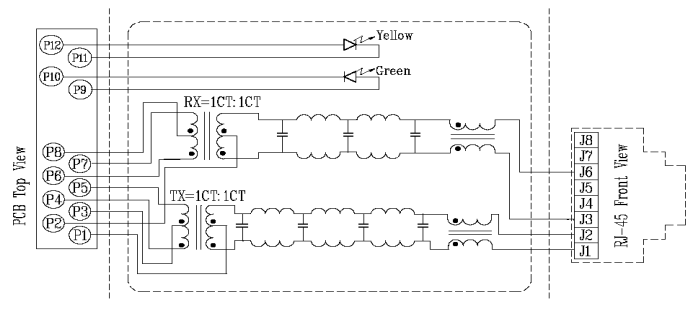 P12
Yellow
P11
P10
Green
P9
RX=1CT:1CT
P8
P7
P6
P5
P4
P3
P2
P1
TX=1CT:1CT
PCB Top View
J8
J7
J6
J5
J4
J3
J2
J1
RJ-45 Front View